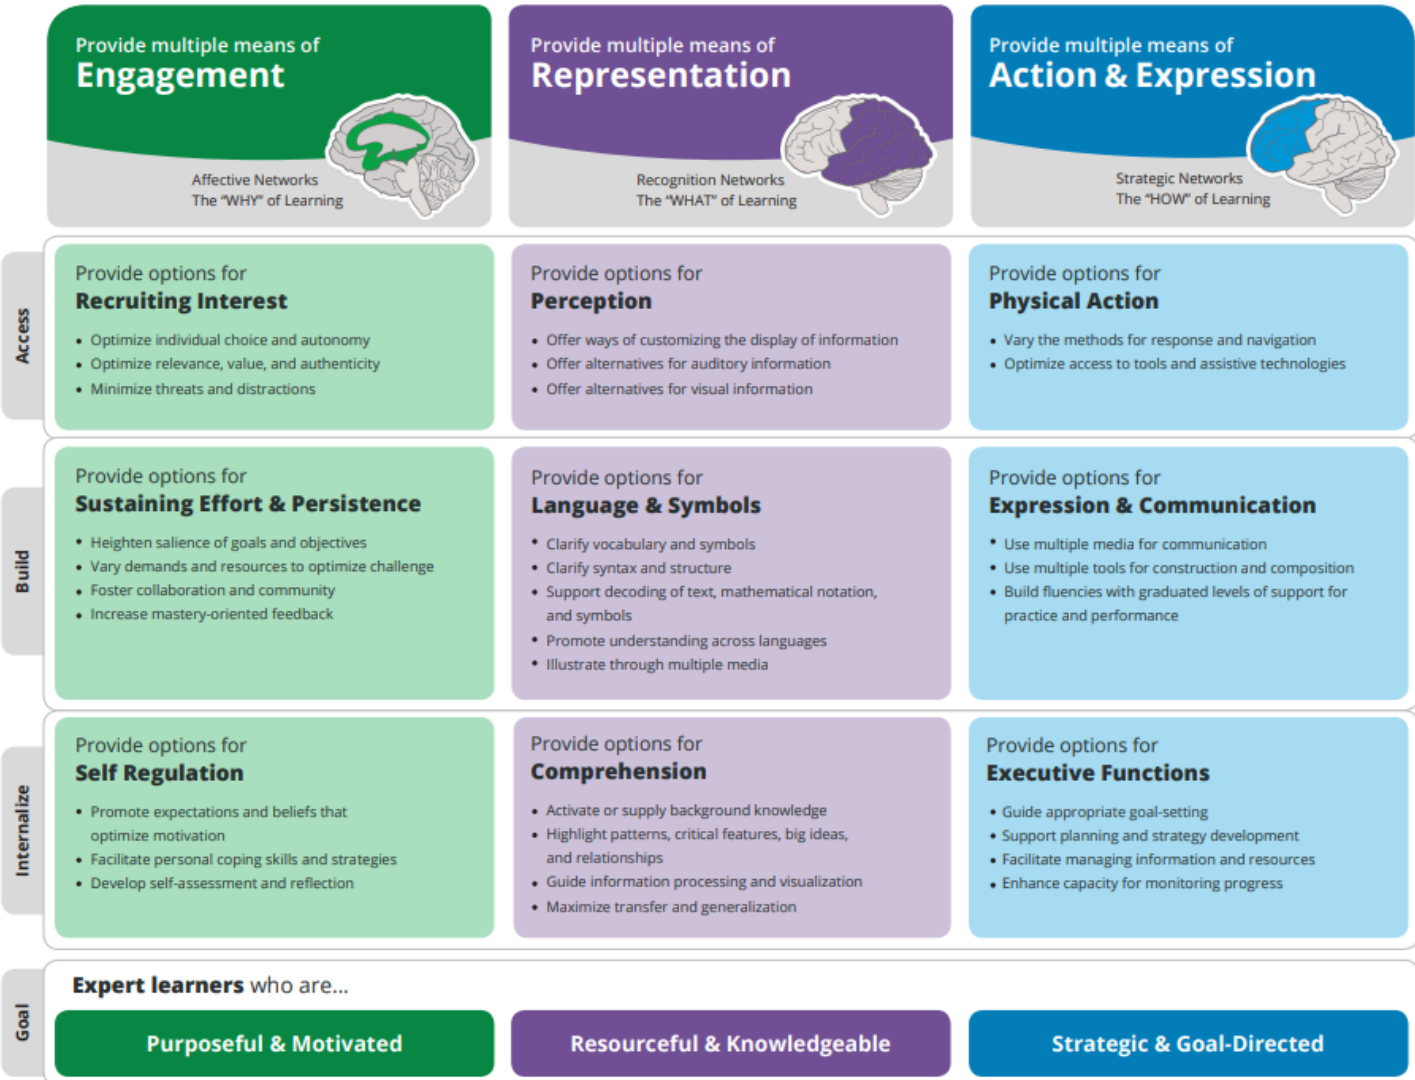 Provide multiple means of
Engagement
Affective Networks
The “WHY” of Learning
Provide multiple means of
Representation
Recognition Networks
The “WHAT” of Learning
Provide multiple means of
Action & Expression
Strategic Networks
The “HOW” of Learning
Access
Provide options for
Recruiting Interest
• Optimize individual choice and autonomy
• Optimize relevance, value, and authenticity
• Minimize threats and distractions
Provide options for
Perception
• Offer ways of customizing the display of information
• Offer alternatives for auditory information
• Offer alternatives for visual information
Provide options for
Physical Action
• Vary the methods for response and navigation
• Optimize access to tools and assistive technologies
Build
Provide options for
Sustaining Effort & Persistence
• Heighten salience of goals and objectives
• Vary demands and resources to optimize challenge
• Foster collaboration and community
• Increase mastery-oriented feedback
Provide options for
Language & Symbols
• Clarify vocabulary and symbols
• Clarify syntax and structure
• Support decoding of text, mathematical notation,
and symbols
• Promote understanding across languages
• Illustrate through multiple media
Provide options for
Expression & Communication
• Use multiple media for communication
• Use multiple tools for construction and composition
• Build fluencies with graduated levels of support for
practice and performance
Internalize
Provide options for
Self Regulation
• Promote expectations and beliefs that
optimize motivation
• Facilitate personal coping skills and strategies
• Develop self-assessment and reflection
Provide options for
Comprehension
• Activate or supply background knowledge
• Highlight patterns, critical features, big ideas,
and relationships
• Guide information processing and visualization
• Maximize transfer and generalization
Provide options for
Executive Functions
• Guide appropriate goal-setting
• Support planning and strategy development
• Facilitate managing information and resources
• Enhance capacity for monitoring progress
Goal
Expert learners who are...
Purposeful & Motivated
Resourceful & Knowledgeable
Strategic & Goal-Directed